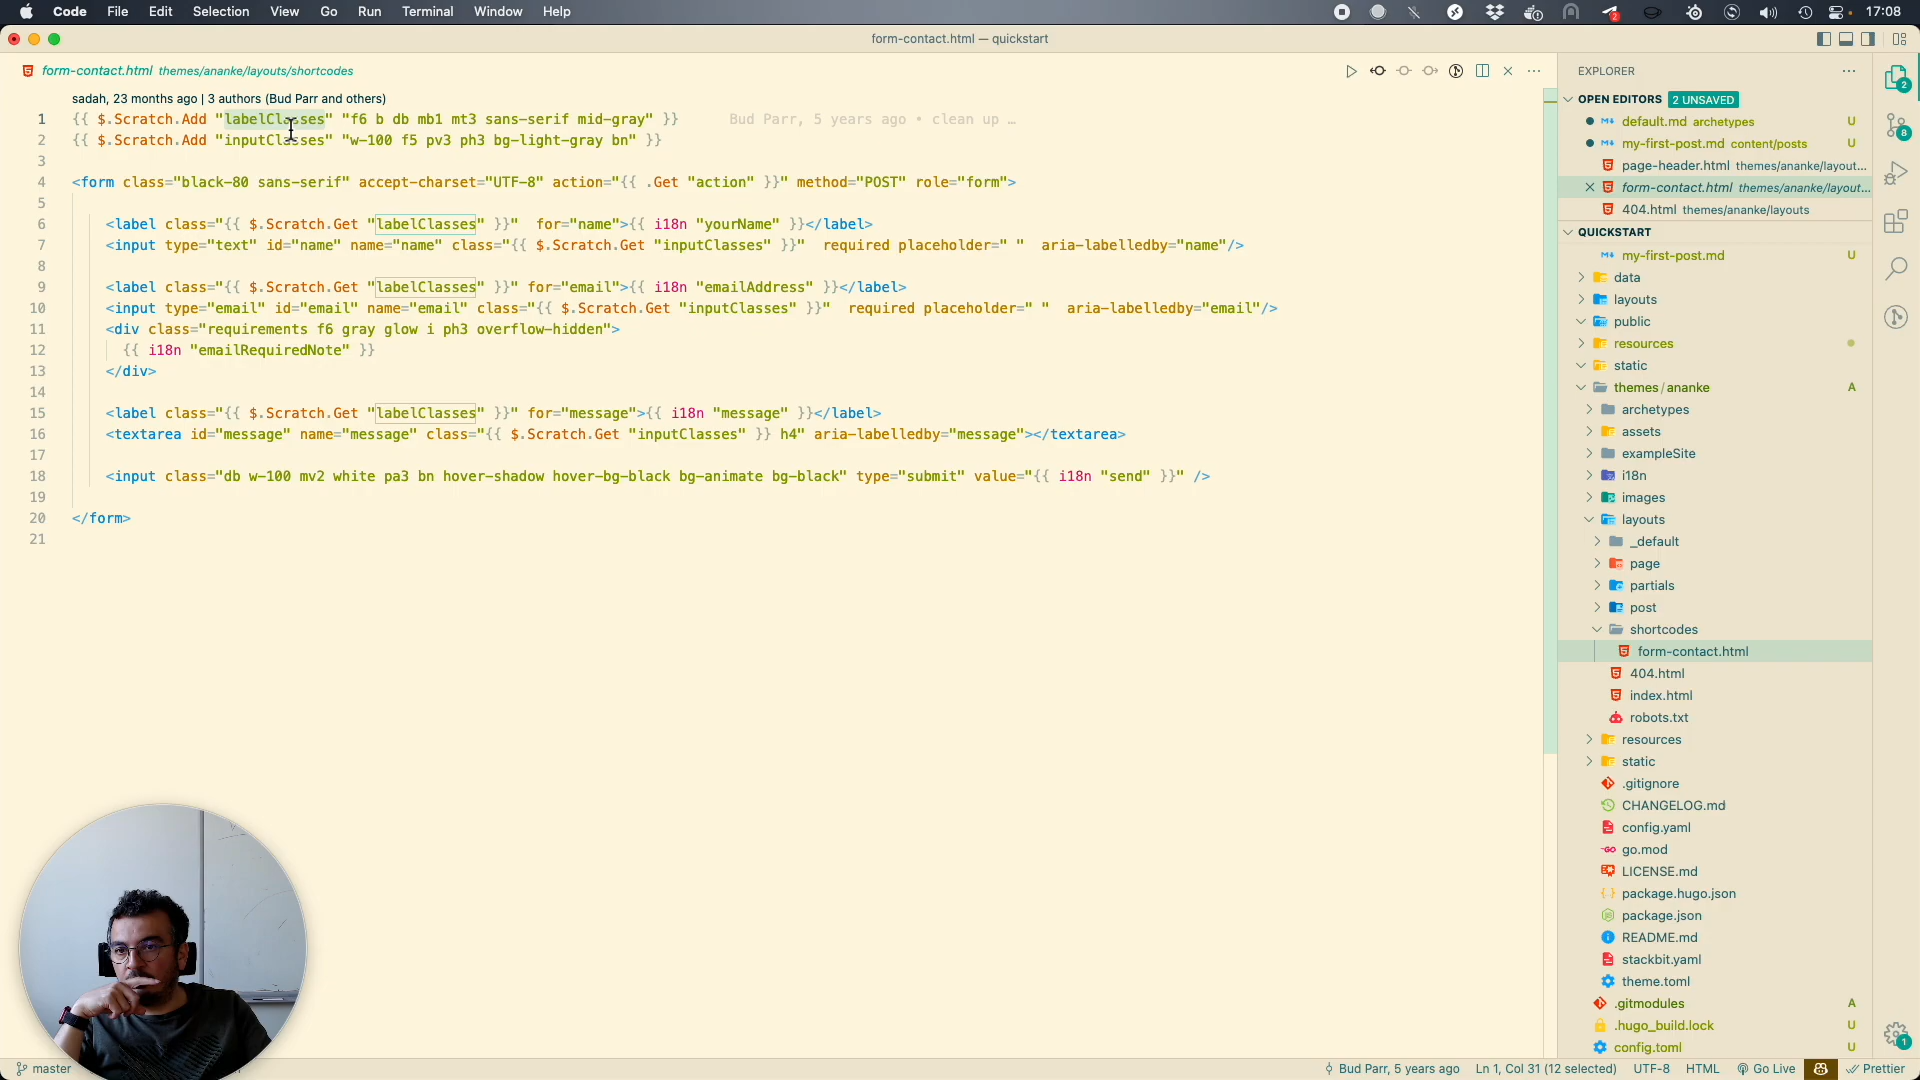 Code File Edit Selection View Go Run Terminal Window Help 2 17:08
form-contact.html — quickstart
form-contact.html themes/ananke/layouts/shortcodes
sadah, 23 months ago | 3 authors (Bud Parr and others)
1 {{ $.Scratch.Add "labelClasses" "f6 b db mb1 mt3 sans-serif mid-gray" }} Bud Parr, 5 years ago • clean up …
2 {{ $.Scratch.Add "inputClasses" "w-100 f5 pv3 ph3 bg-light-gray bn" }}
3
4 <form class="black-80 sans-serif" accept-charset="UTF-8" action="{{ .Get "action" }}" method="POST" role="form">
5
6 <label class="{{ $.Scratch.Get "labelClasses" }}" for="name">{{ i18n "yourName" }}</label>
7 <input type="text" id="name" name="name" class="{{ $.Scratch.Get "inputClasses" }}" required placeholder=" " aria-labelledby="name"/>
8
9 <label class="{{ $.Scratch.Get "labelClasses" }}" for="email">{{ i18n "emailAddress" }}</label>
10 <input type="email" id="email" name="email" class="{{ $.Scratch.Get "inputClasses" }}" required placeholder=" " aria-labelledby="email"/>
11 <div class="requirements f6 gray glow i ph3 overflow-hidden">
12 {{ i18n "emailRequiredNote" }}
13 </div>
14
15 <label class="{{ $.Scratch.Get "labelClasses" }}" for="message">{{ i18n "message" }}</label>
16 <textarea id="message" name="message" class="{{ $.Scratch.Get "inputClasses" }} h4" aria-labelledby="message"></textarea>
17
18 <input class="db w-100 mv2 white pa3 bn hover-shadow hover-bg-black bg-animate bg-black" type="submit" value="{{ i18n "send" }}" />
19
20 </form>
21
EXPLORER
OPEN EDITORS 2 UNSAVED
default.md archetypes U
my-first-post.md content/posts U
page-header.html themes/ananke/layout...
form-contact.html themes/ananke/layout...
404.html themes/ananke/layouts
QUICKSTART
my-first-post.md U
data
layouts
public
resources
static
themes/ananke A
archetypes
assets
exampleSite
i18n
images
layouts
_default
page
partials
post
shortcodes
form-contact.html
404.html
index.html
robots.txt
resources
static
.gitignore
CHANGELOG.md
config.yaml
go.mod
LICENSE.md
package.hugo.json
package.json
README.md
stackbit.yaml
theme.toml
.gitmodules A
.hugo_build.lock U
config.toml U
2
8
1
master Bud Parr, 5 years ago Ln 1, Col 31 (12 selected) UTF-8 HTML Go Live Prettier